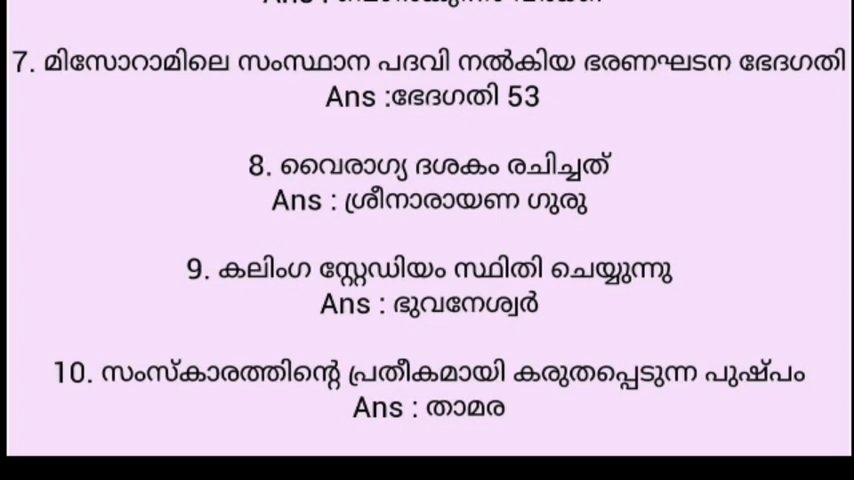 7. മിസോറാമിലെ സംസ്ഥാന പദവി നൽകിയ ഭരണഘടന ഭേദഗതി
Ans :ഭേദഗതി 53
8. വൈരാഗ്യ ദശകം രചിച്ചത്
Ans : ശ്രീനാരായണ ഗുരു
9. കലിംഗ സ്റ്റേഡിയം സ്ഥിതി ചെയ്യുന്നു
Ans : ഭുവനേശ്വർ
10. സംസ്കാരത്തിന്റെ പ്രതീകമായി കരുതപ്പെടുന്ന പുഷ്പം
Ans : താമര